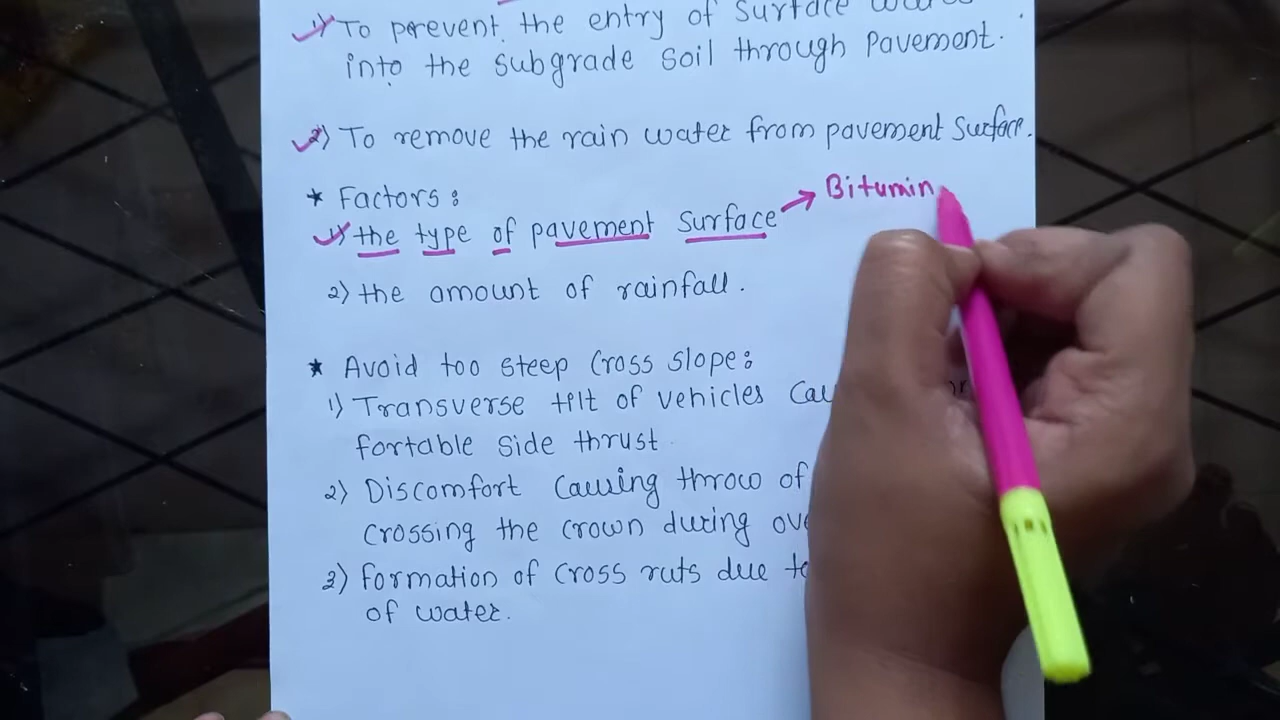 1) To prevent the entry of surface
into the subgrade soil through pavement.
2) To remove the rain water from pavement surface.
* Factors:
1) the type of pavement surface → Bitumin
2) the amount of rainfall.
* Avoid too steep cross slope:
1) Transverse tilt of vehicles cau
fortable side thrust
2) Discomfort causing throw of
crossing the crown during ove
3) formation of cross ruts due to
of water.